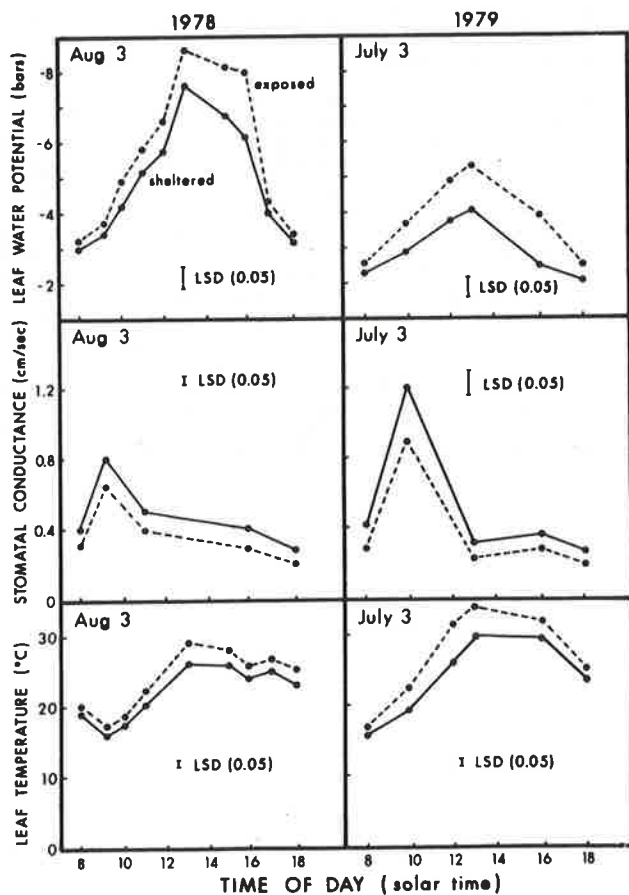 1978
1979
Aug 3
July 3
LEAF WATER POTENTIAL (bars)
-8
-6
-4
-2
exposed
sheltered
LSD (0.05)
LSD (0.05)
Aug 3
July 3
STOMATAL CONDUCTANCE (cm/sec)
1.2
0.8
0.4
0
LSD (0.05)
LSD (0.05)
Aug 3
July 3
LEAF TEMPERATURE (°C)
30
20
10
0
LSD (0.05)
LSD (0.05)
8 10 12 14 16 18
8 10 12 14 16 18
TIME OF DAY (solar time)